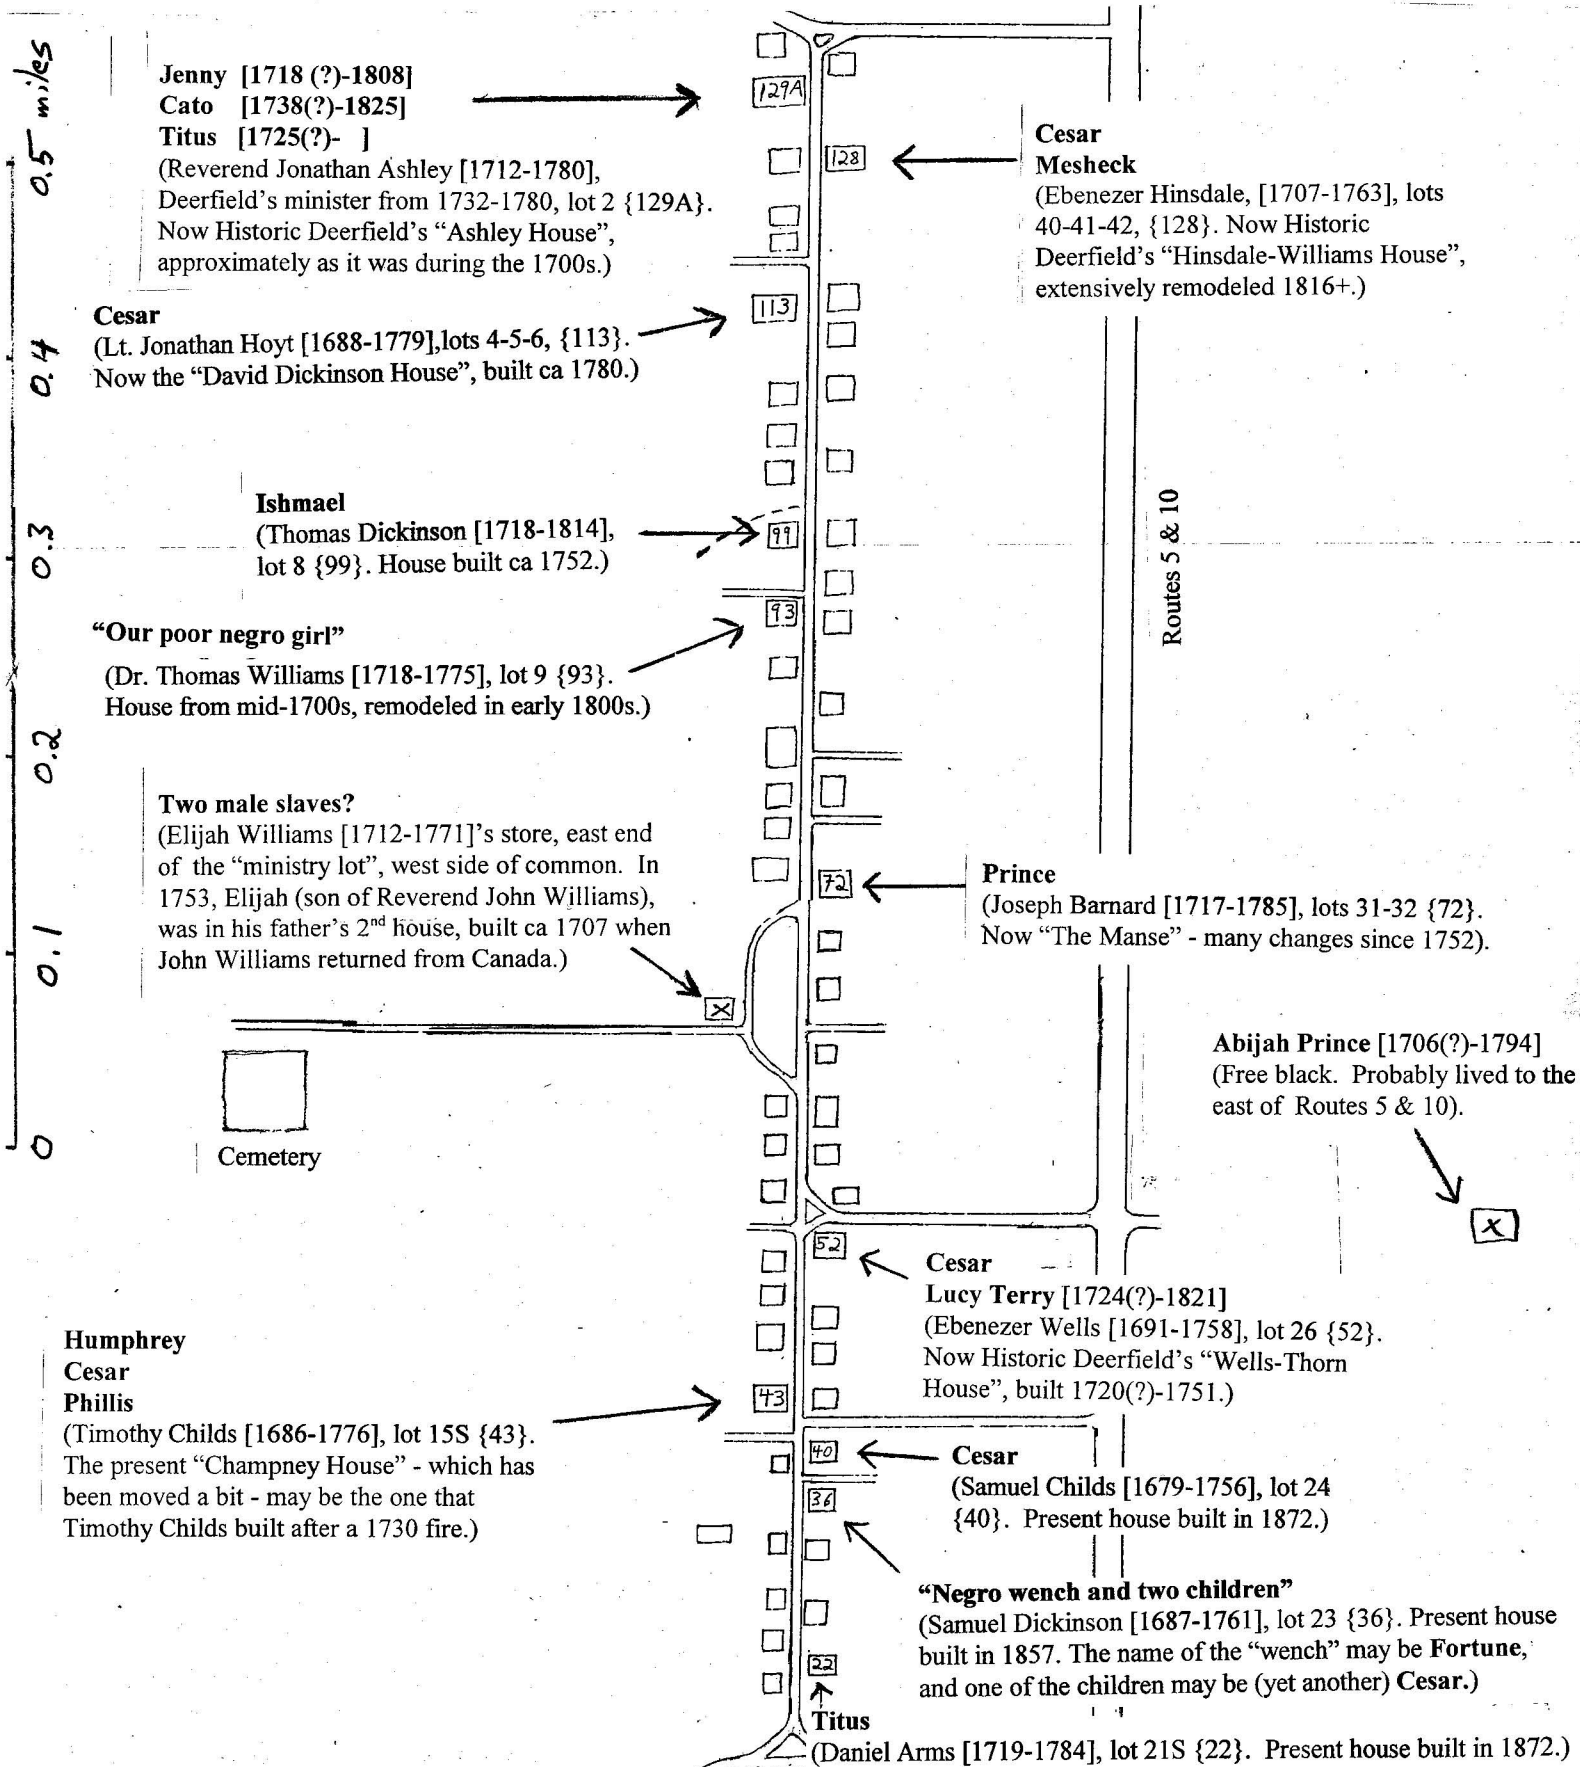 0.5 miles
0.4
0.3
0.2
0.1
0
Jenny [1718 (?)-1808]
Cato [1738(?)-1825]
Titus [1725(?)- ]
(Reverend Jonathan Ashley [1712-1780],
Deerfield's minister from 1732-1780, lot 2 {129A}.
Now Historic Deerfield's “Ashley House”,
approximately as it was during the 1700s.)
129A
128
Cesar
Mesheck
(Ebenezer Hinsdale, [1707-1763], lots
40-41-42, {128}. Now Historic
Deerfield's “Hinsdale-Williams House”,
extensively remodeled 1816+.)
Cesar
(Lt. Jonathan Hoyt [1688-1779],lots 4-5-6, {113}.
Now the “David Dickinson House”, built ca 1780.)
113
Ishmael
(Thomas Dickinson [1718-1814],
lot 8 {99}. House built ca 1752.)
99
Routes 5 & 10
“Our poor negro girl”
(Dr. Thomas Williams [1718-1775], lot 9 {93}.
House from mid-1700s, remodeled in early 1800s.)
93
Two male slaves?
(Elijah Williams [1712-1771]'s store, east end
of the “ministry lot”, west side of common. In
1753, Elijah (son of Reverend John Williams),
was in his father's 2nd house, built ca 1707 when
John Williams returned from Canada.)
X
72
Prince
(Joseph Barnard [1717-1785], lots 31-32 {72}.
Now “The Manse” - many changes since 1752).
Cemetery
Abijah Prince [1706(?)-1794]
(Free black. Probably lived to the
east of Routes 5 & 10).
X
52
Cesar
Lucy Terry [1724(?)-1821]
(Ebenezer Wells [1691-1758], lot 26 {52}.
Now Historic Deerfield's “Wells-Thorn
House”, built 1720(?)-1751.)
Humphrey
Cesar
Phillis
(Timothy Childs [1686-1776], lot 15S {43}.
The present “Champney House” - which has
been moved a bit - may be the one that
Timothy Childs built after a 1730 fire.)
43
40
Cesar
(Samuel Childs [1679-1756], lot 24
{40}. Present house built in 1872.)
36
“Negro wench and two children”
(Samuel Dickinson [1687-1761], lot 23 {36}. Present house
built in 1857. The name of the “wench” may be Fortune,
and one of the children may be (yet another) Cesar.)
22
Titus
(Daniel Arms [1719-1784], lot 21S {22}. Present house built in 1872.)